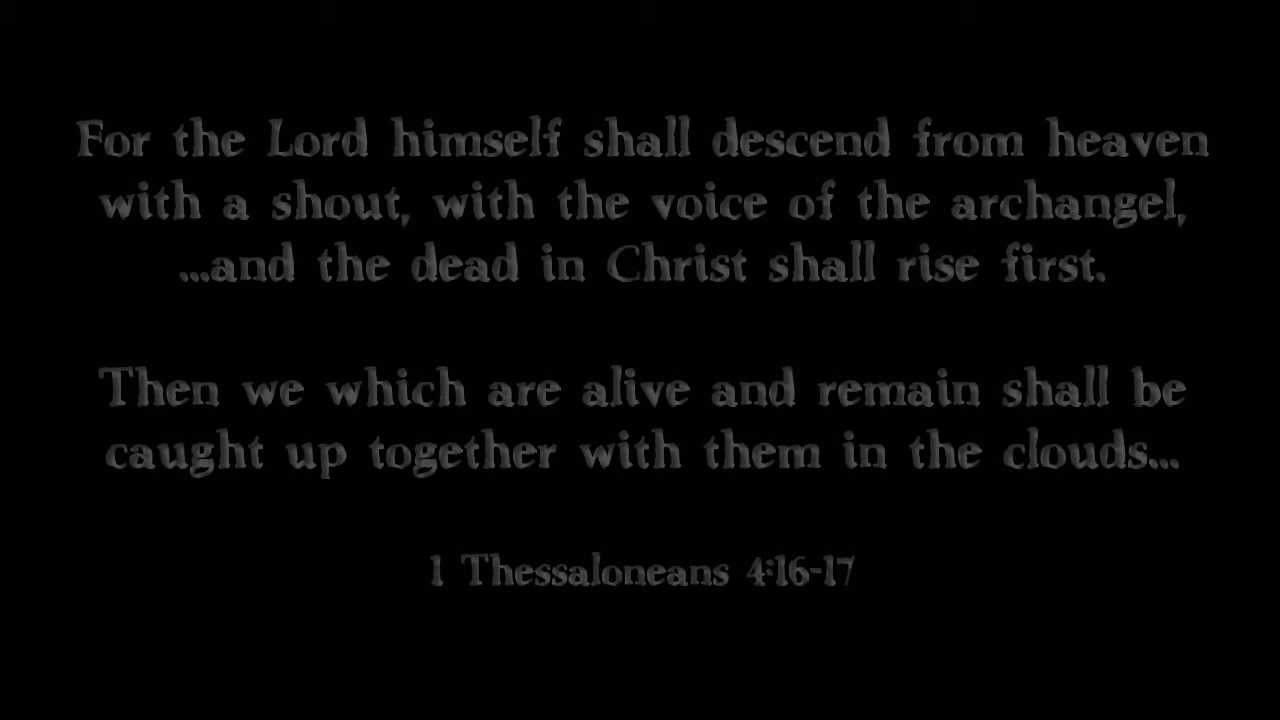 For the Lord himself shall descend from heaven
with a shout, with the voice of the archangel,
...and the dead in Christ shall rise first.
Then we which are alive and remain shall be
caught up together with them in the clouds...
1 Thessaloneans 4:16-17